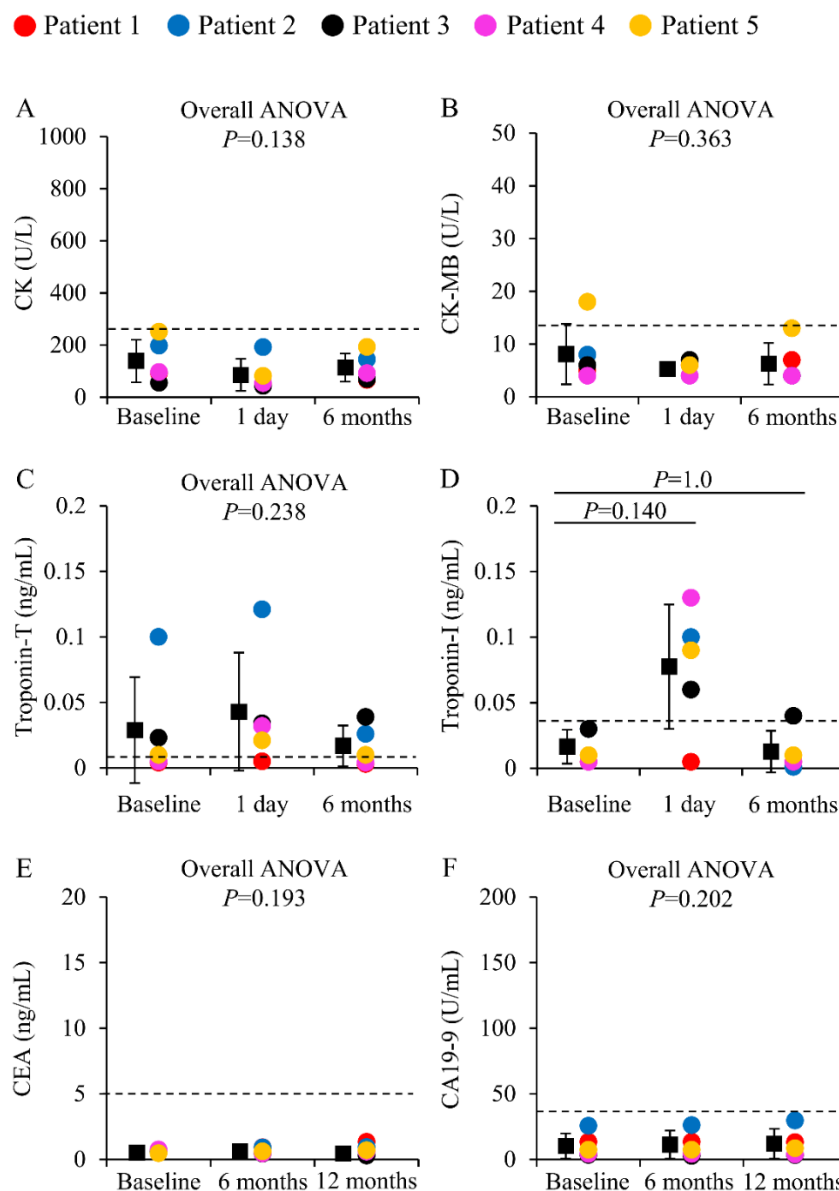 Patient 1 Patient 2 Patient 3 Patient 4 Patient 5
A
Overall ANOVA
P=0.138
CK (U/L)
1000
800
600
400
200
0
Baseline 1 day 6 months
B
Overall ANOVA
P=0.363
CK-MB (U/L)
50
40
30
20
10
0
Baseline 1 day 6 months
C
Overall ANOVA
P=0.238
Troponin-T (ng/mL)
0.2
0.15
0.1
0.05
0
Baseline 1 day 6 months
D
P=1.0
P=0.140
Troponin-I (ng/mL)
0.2
0.15
0.1
0.05
0
Baseline 1 day 6 months
E
Overall ANOVA
P=0.193
CEA (ng/mL)
20
15
10
5
0
Baseline 6 months 12 months
F
Overall ANOVA
P=0.202
CA19-9 (U/mL)
200
150
100
50
0
Baseline 6 months 12 months